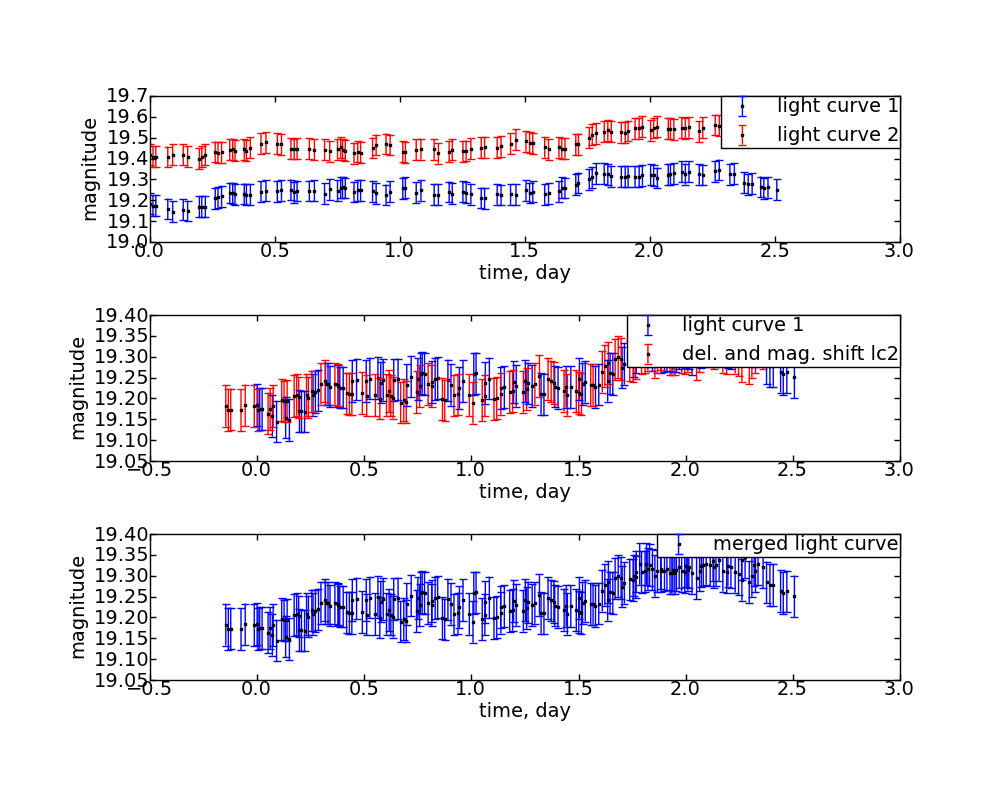 19.7
19.6
19.5
19.4
19.3
19.2
19.1
19.0
magnitude
light curve 1
light curve 2
0.0 0.5 1.0 1.5 2.0 2.5 3.0
time, day
19.40
19.35
19.30
19.25
19.20
19.15
19.10
19.05
magnitude
light curve 1
del. and mag. shift lc2
−0.5 0.0 0.5 1.0 1.5 2.0 2.5 3.0
time, day
19.40
19.35
19.30
19.25
19.20
19.15
19.10
19.05
magnitude
merged light curve
−0.5 0.0 0.5 1.0 1.5 2.0 2.5 3.0
time, day